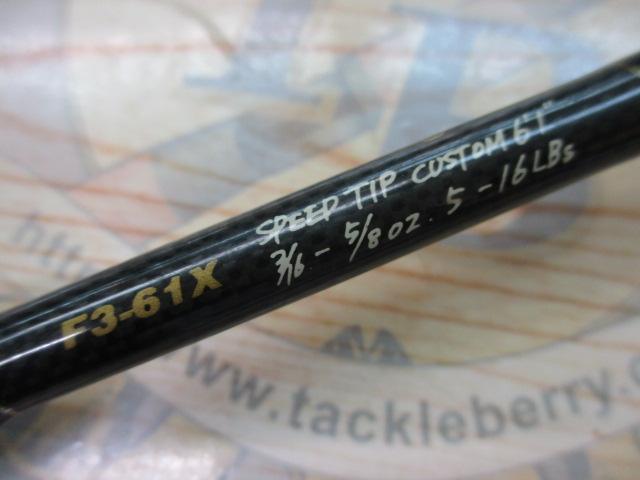 SPEED TIP CUSTOM 6'1"
3/16 - 5/8 OZ. 5 - 16 LBs
F3-61X
www.tackleberry.c